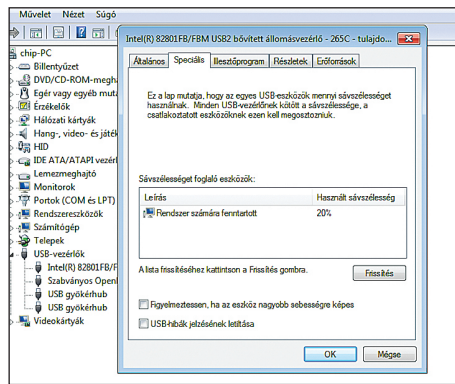 Művelet Nézet Súgó
chip-PC
Billentyűzet
DVD/CD-ROM-megha
Egér vagy egyéb muta
Érzékelők
Hálózati kártyák
Hang-, video- és játék
HID
IDE ATA/ATAPI vezérl
Lemezmeghajtó
Monitorok
Portok (COM és LPT)
Rendszereszközök
Számítógép
Telepek
USB-vezérlők
Intel(R) 82801FB/F
Szabványos Openl
USB gyökérhub
USB gyökérhub
Videokártyák
Intel(R) 82801FB/FBM USB2 bővített állomásvezérlő - 265C - tulajdo...
Általános Speciális Illesztőprogram Részletek Erőforrások
Ez a lap mutatja, hogy az egyes USB-eszközök mennyi sávszélességet
használnak. Minden USB-vezérlőnek kötött a sávszélessége, a
csatlakoztatott eszközöknek ezen kell megosztozniuk.
Sávszélességet foglaló eszközök:
Leírás Használt sávszélesség
Rendszer számára fenntartott 20%
A lista frissítéséhez kattintson a Frissítés gombra.
Frissítés
Figyelmeztessen, ha az eszköz nagyobb sebességre képes
USB-hibák jelzésének letiltása
OK Mégse